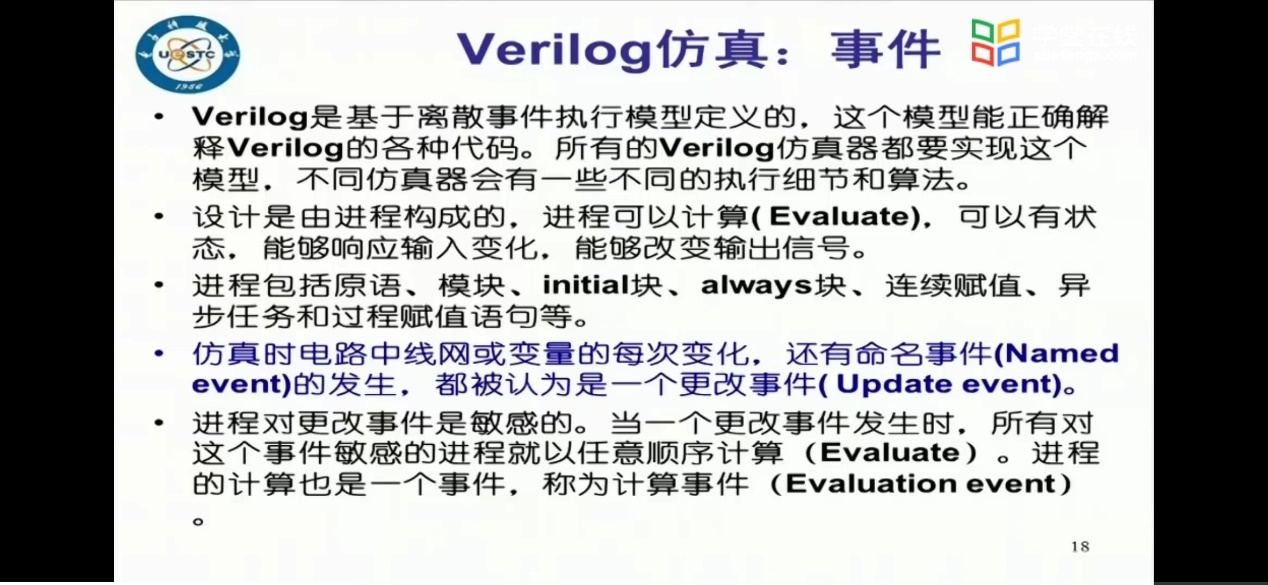 Verilog仿真：事件
• Verilog是基于离散事件执行模型定义的，这个模型能正确解
释Verilog的各种代码。所有的Verilog仿真器都要实现这个
模型，不同仿真器会有一些不同的执行细节和算法。
• 设计是由进程构成的，进程可以计算( Evaluate)，可以有状
态，能够响应输入变化，能够改变输出信号。
• 进程包括原语、模块、initial块、always块、连续赋值、异
步任务和过程赋值语句等。
• 仿真时电路中线网或变量的每次变化，还有命名事件(Named
event)的发生，都被认为是一个更改事件( Update event)。
• 进程对更改事件是敏感的。当一个更改事件发生时，所有对
这个事件敏感的进程就以任意顺序计算（Evaluate）。进程
的计算也是一个事件，称为计算事件（Evaluation event）
。
18
UESTC
1956
学堂在线